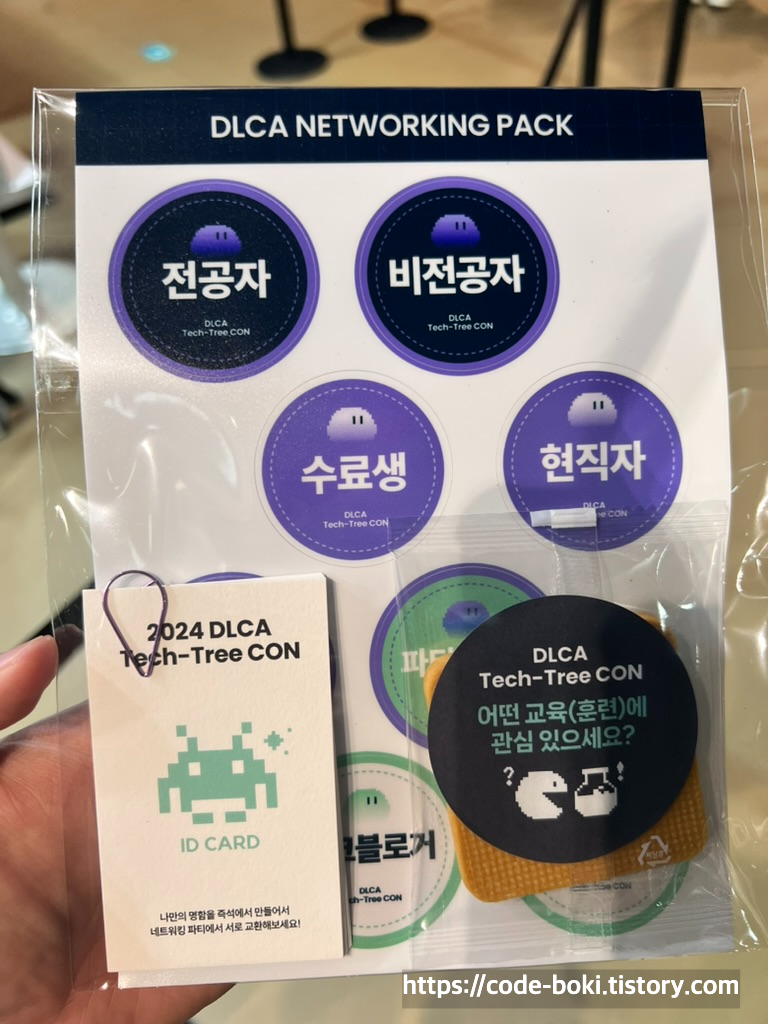 DLCA NETWORKING PACK
전공자
DLCA
Tech-Tree CON
비전공자
DLCA
Tech-Tree CON
수료생
DLCA
Tech-Tree CON
현직자
DLCA
CON
2024 DLCA
Tech-Tree CON
ID CARD
나만의 명함을 즉석에서 만들어서
네트워킹 파티에서 서로 교환해보세요!
DLCA
Tech-Tree CON
어떤 교육(훈련)에
관심 있으세요?
? !
블로거
DLCA
Tree CON
https://code-boki.tistory.com